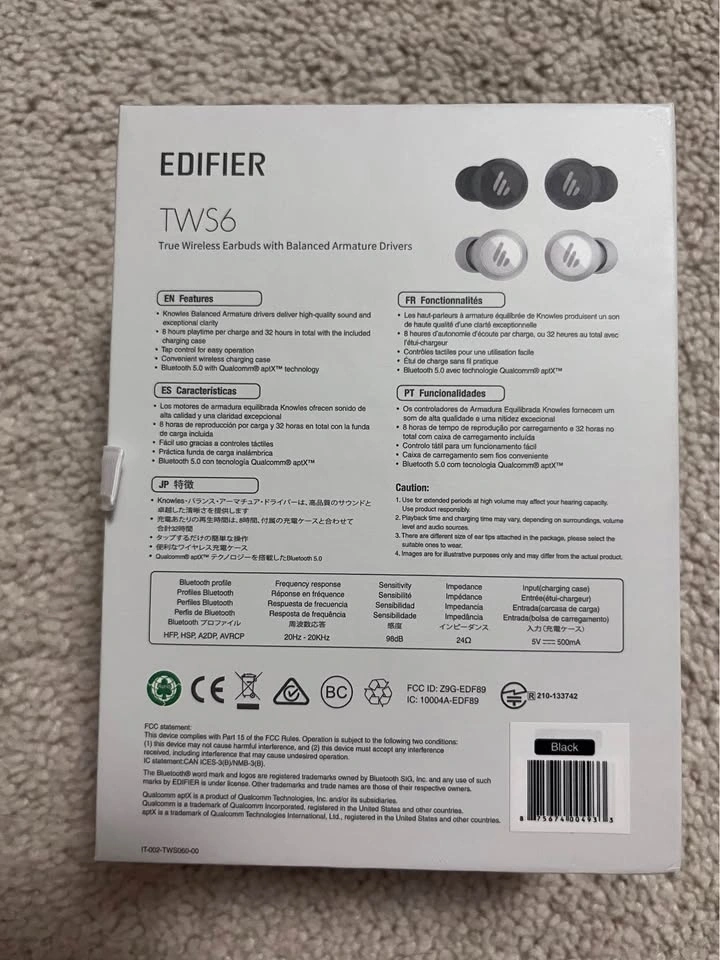 EDIFIER
TWS6
True Wireless Earbuds with Balanced Armature Drivers
EN Features
• Knowles Balanced Armature drivers deliver high-quality sound and
exceptional clarity
• 8 hours playtime per charge and 32 hours in total with the included
charging case
• Tap control for easy operation
• Convenient wireless charging case
• Bluetooth 5.0 with Qualcomm® aptX™ technology
ES Características
• Los motores de armadura equilibrada Knowles ofrecen sonido de
alta calidad y una claridad excepcional
• 8 horas de reproducción por carga y 32 horas en total con la funda
de carga incluida
• Fácil uso gracias a controles táctiles
• Práctica funda de carga inalámbrica
• Bluetooth 5.0 con tecnología Qualcomm® aptX™
JP 特徴
• Knowles・バランス・アーマチュア・ドライバーは、高品質のサウンドと
卓越した清晰さを提供します
• 充電あたりの再生時間は、8時間、付属の充電ケースと合わせて
合計32時間
• タップするだけの簡単な操作
• 便利なワイヤレス充電ケース
• Qualcomm® aptX™ テクノロジーを搭載したBluetooth 5.0
FR Fonctionnalités
• Les haut-parleurs à armature équilibrée de Knowles produisent un son
de haute qualité d'une clarté exceptionnelle
• 8 heures d'autonomie d'écoute par charge, ou 32 heures au total avec
l'étui-chargeur
• Contrôles tactiles pour une utilisation facile
• Étui de charge sans fil pratique
• Bluetooth 5.0 avec technologie Qualcomm® aptX™
PT Funcionalidades
• Os controladores de Armadura Equilibrada Knowles fornecem um
som de alta qualidade e uma nitidez excecional
• 8 horas de tempo de reprodução por carregamento e 32 horas no
total com caixa de carregamento incluída
• Controlo tátil para um funcionamento fácil
• Caixa de carregamento sem fios conveniente
• Bluetooth 5.0 com tecnologia Qualcomm® aptX™
Caution:
1. Use for extended periods at high volume may affect your hearing capacity.
Use product responsibly.
2. Playback time and charging time may vary, depending on surroundings, volume
level and audio sources.
3. There are different size of ear tips attached in the package, please select the
suitable ones to wear.
4. Images are for illustrative purposes only and may differ from the actual product.
Bluetooth profile Frequency response Sensitivity Impedance Input(charging case)
Profiles Bluetooth Réponse en fréquence Sensibilité Impédance Entrée(étui-chargeur)
Perfiles Bluetooth Respuesta de frecuencia Sensibilidad Impedancia Entrada(carcasa de carga)
Perfis de Bluetooth Resposta de frequência Sensibilidade Impedância Entrada(bolsa de carregamento)
Bluetooth プロファイル 周波数応答 感度 インピーダンス 入力(充電ケース)
HFP, HSP, A2DP, AVRCP 20Hz - 20KHz 98dB 24Ω 5V ⎓ 500mA
CE
BC
FCC ID: Z9G-EDF89
IC: 10004A-EDF89
R 210-133742
FCC statement:
This device complies with Part 15 of the FCC Rules. Operation is subject to the following two conditions:
(1) this device may not cause harmful interference, and (2) this device must accept any interference
received, including interference that may cause undesired operation.
IC statement:CAN ICES-3(B)/NMB-3(B).
The Bluetooth® word mark and logos are registered trademarks owned by Bluetooth SIG, Inc. and any use of such
marks by EDIFIER is under license. Other trademarks and trade names are those of their respective owners.
Qualcomm aptX is a product of Qualcomm Technologies, Inc. and/or its subsidiaries.
Qualcomm is a trademark of Qualcomm Incorporated, registered in the United States and other countries.
aptX is a trademark of Qualcomm Technologies International, Ltd., registered in the United States and other countries.
Black
8 75674 00493 3
IT-002-TWS060-00